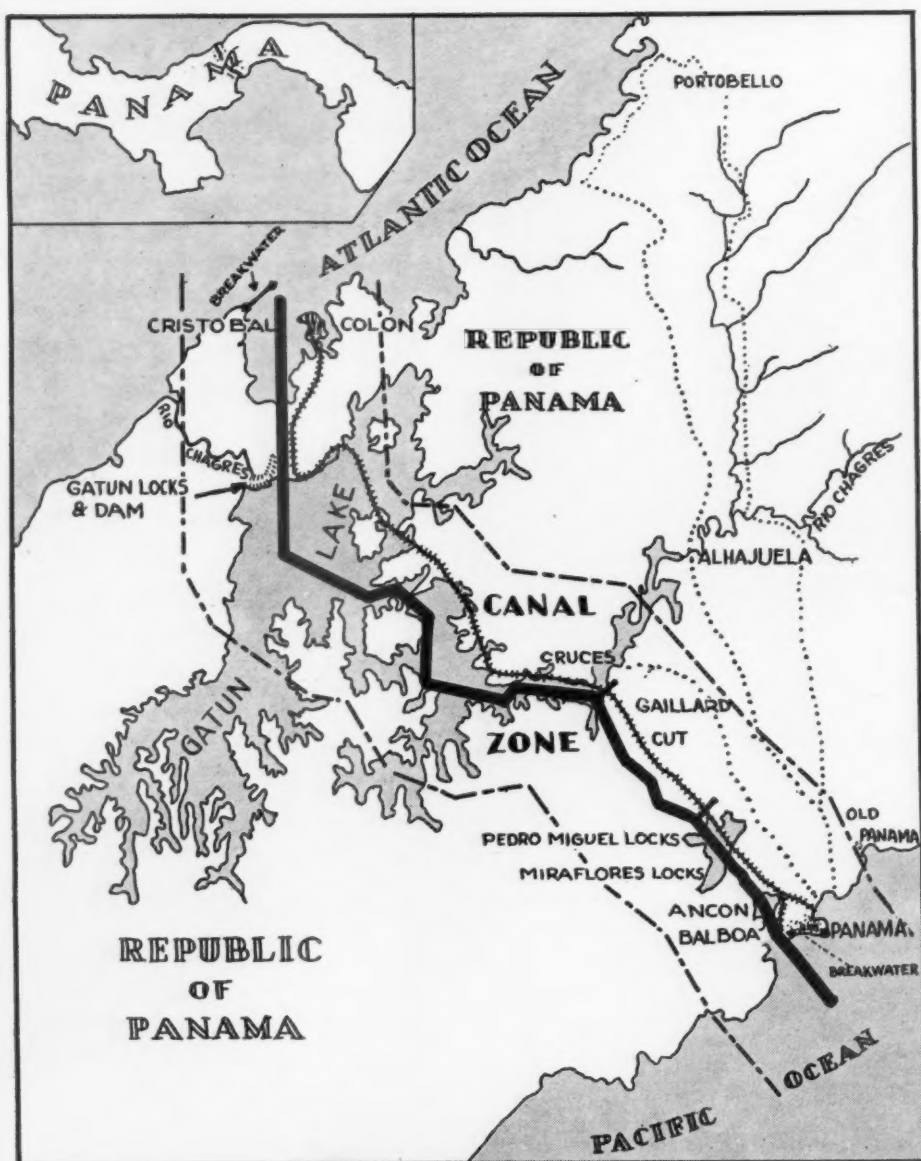 PANAMA
PORTOBELLO
ATLANTIC OCEAN
BREAKWATER
CRISTOBAL
COLON
REPUBLIC
OF
PANAMA
RIO
CHAGRES
GATUN LOCKS
& DAM
LAKE
GATUN
RIO CHAGRES
ALHAJUELA
CANAL
ZONE
CRUCES
GAILLARD
CUT
PEDRO MIGUEL LOCKS
MIRAFLORES LOCKS
OLD
PANAMA
ANCON
BALBOA
PANAMA
BREAKWATER
REPUBLIC
OF
PANAMA
PACIFIC OCEAN